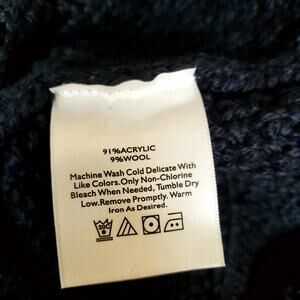 91%ACRYLIC
9%WOOL
Machine Wash Cold Delicate With
Like Colors.Only Non-Chlorine
Bleach When Needed, Tumble Dry
Low.Remove Promptly. Warm
Iron As Desired.